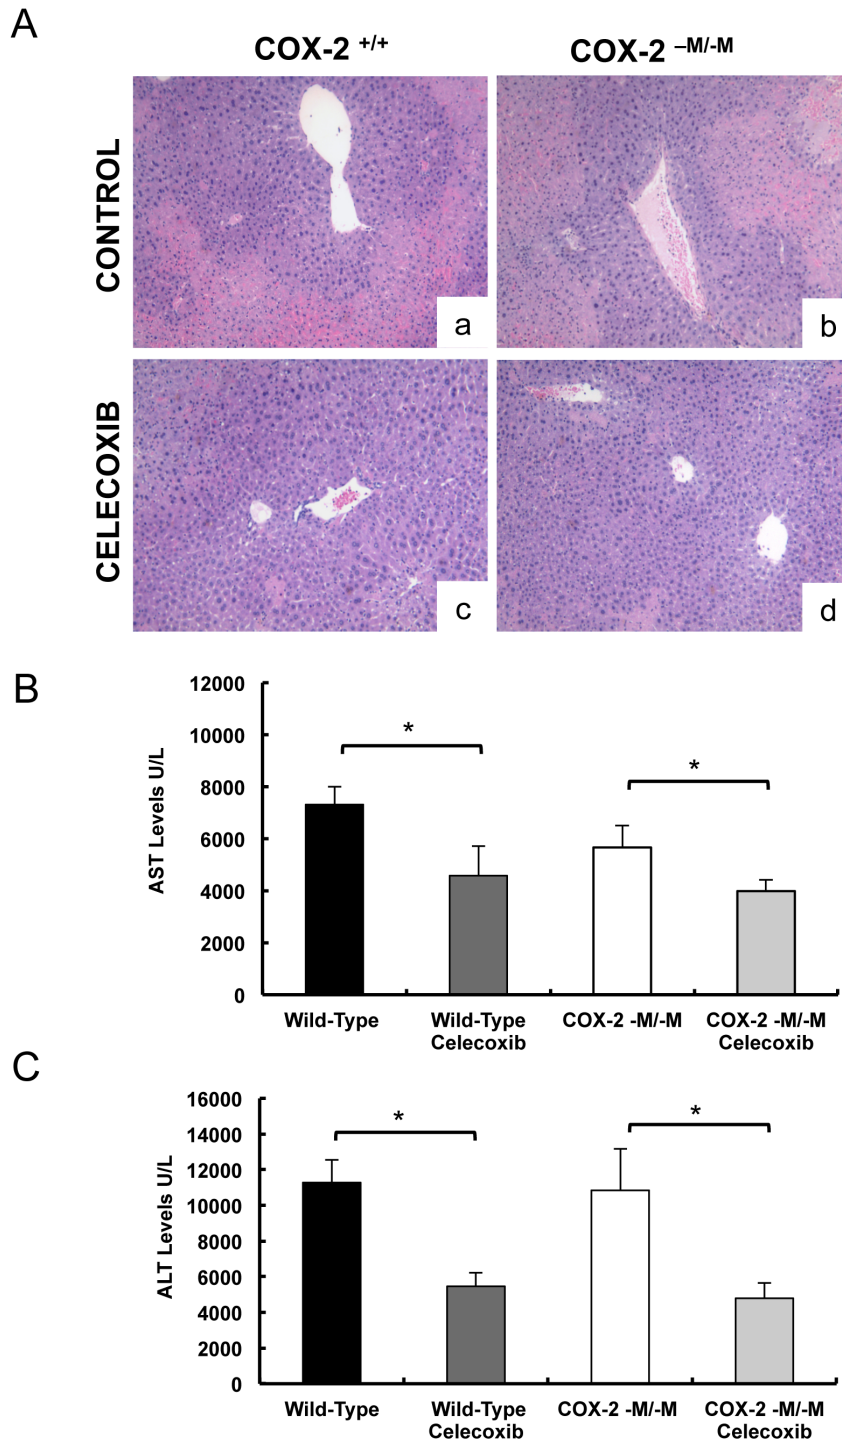 A
COX-2 +/+
COX-2 –M/-M
CONTROL
a
b
CELECOXIB
c
d
B
AST Levels U/L
12000
10000
8000
6000
4000
2000
0
*
*
Wild-Type
Wild-Type
Celecoxib
COX-2 -M/-M
COX-2 -M/-M
Celecoxib
C
ALT Levels U/L
16000
14000
12000
10000
8000
6000
4000
2000
0
*
*
Wild-Type
Wild-Type
Celecoxib
COX-2 -M/-M
COX-2 -M/-M
Celecoxib